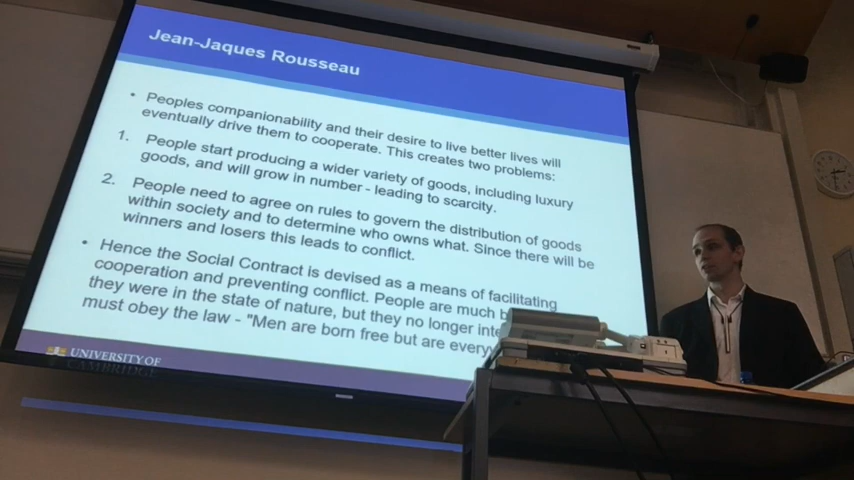 Jean-Jaques Rousseau
• Peoples companionability and their desire to live better lives will
eventually drive them to cooperate. This creates two problems:
1. People start producing a wider variety of goods, including luxury
goods, and will grow in number - leading to scarcity.
2. People need to agree on rules to govern the distribution of goods
within society and to determine who owns what. Since there will be
winners and losers this leads to conflict.
• Hence the Social Contract is devised as a means of facilitating
cooperation and preventing conflict. People are much
they were in the state of nature, but they no longer
must obey the law - "Men are born free but are
UNIVERSITY OF
CAMBRIDGE